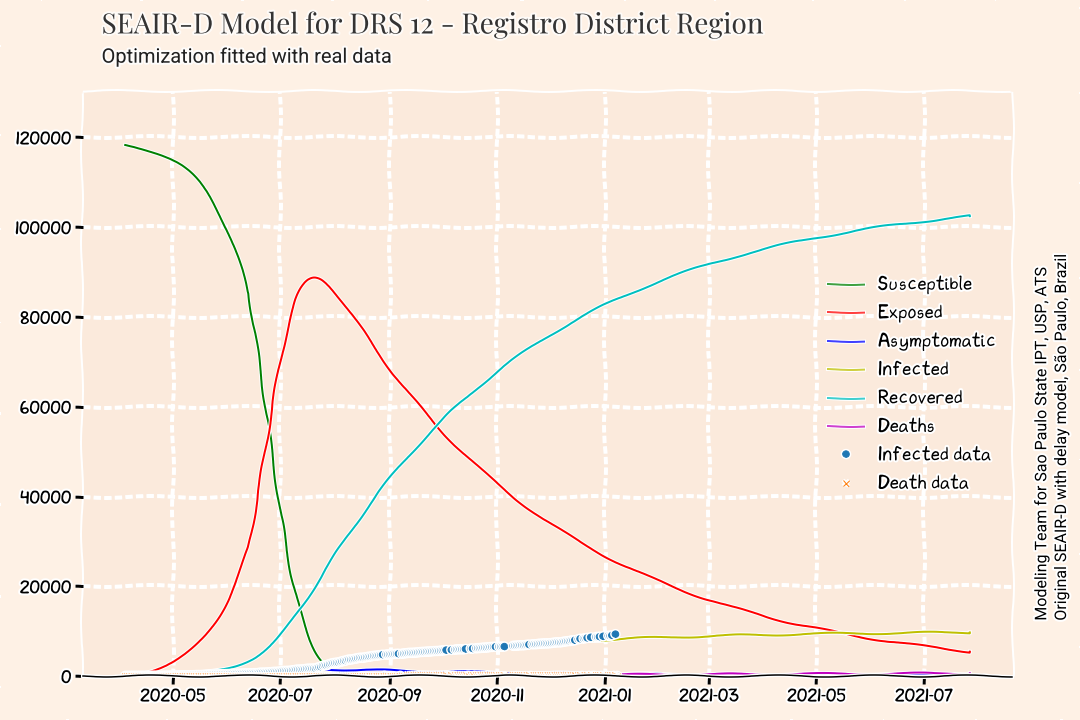 SEAIR-D Model for DRS 12 - Registro District Region
Optimization fitted with real data
120000
100000
80000
60000
40000
20000
0
2020-05
2020-07
2020-09
2020-11
2021-01
2021-03
2021-05
2021-07
Susceptible
Exposed
Asymptomatic
Infected
Recovered
Deaths
Infected data
Death data
Modeling Team for Sao Paulo State IPT, USP, ATS
Original SEAIR-D with delay model, São Paulo, Brazil